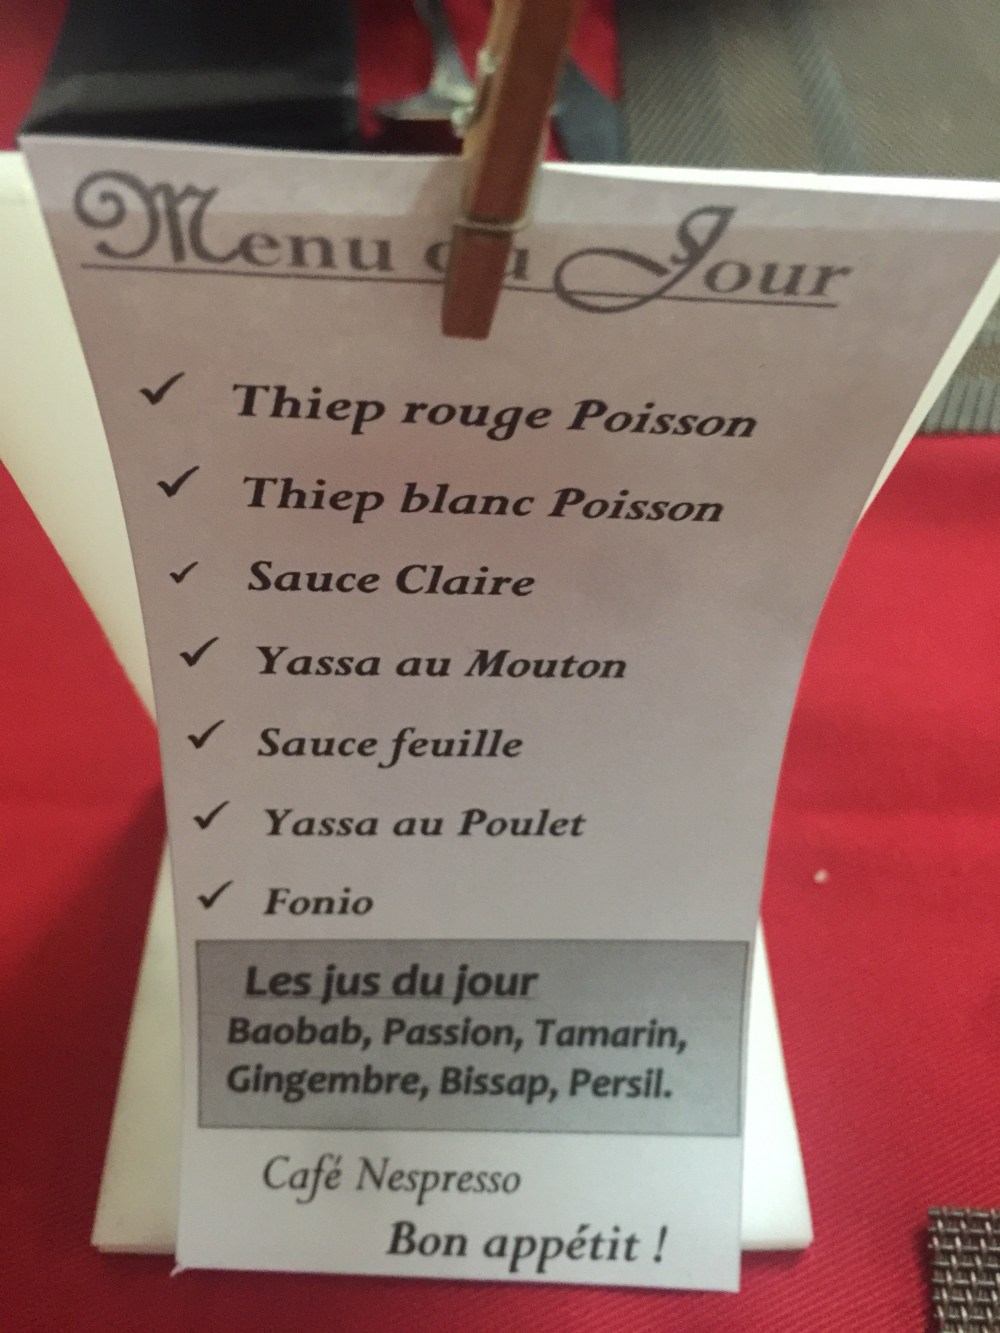 Menu du Jour
✓ Thiep rouge Poisson
✓ Thiep blanc Poisson
✓ Sauce Claire
✓ Yassa au Mouton
✓ Sauce feuille
✓ Yassa au Poulet
✓ Fonio
Les jus du jour
Baobab, Passion, Tamarin,
Gingembre, Bissap, Persil.
Café Nespresso
Bon appétit !